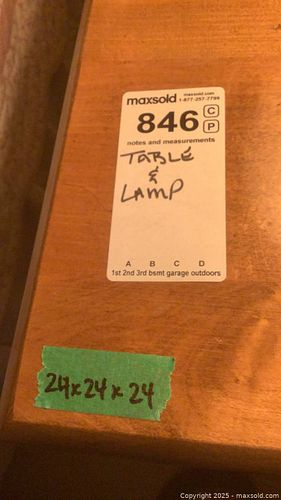 maxsold
maxsold.com
1-877-257-7799
846
C
P
notes and measurements
TABLE
&
LAMP
A B C D
1st 2nd 3rd bsmt garage outdoors
24x24x24
Copyright 2025 - maxsold.com